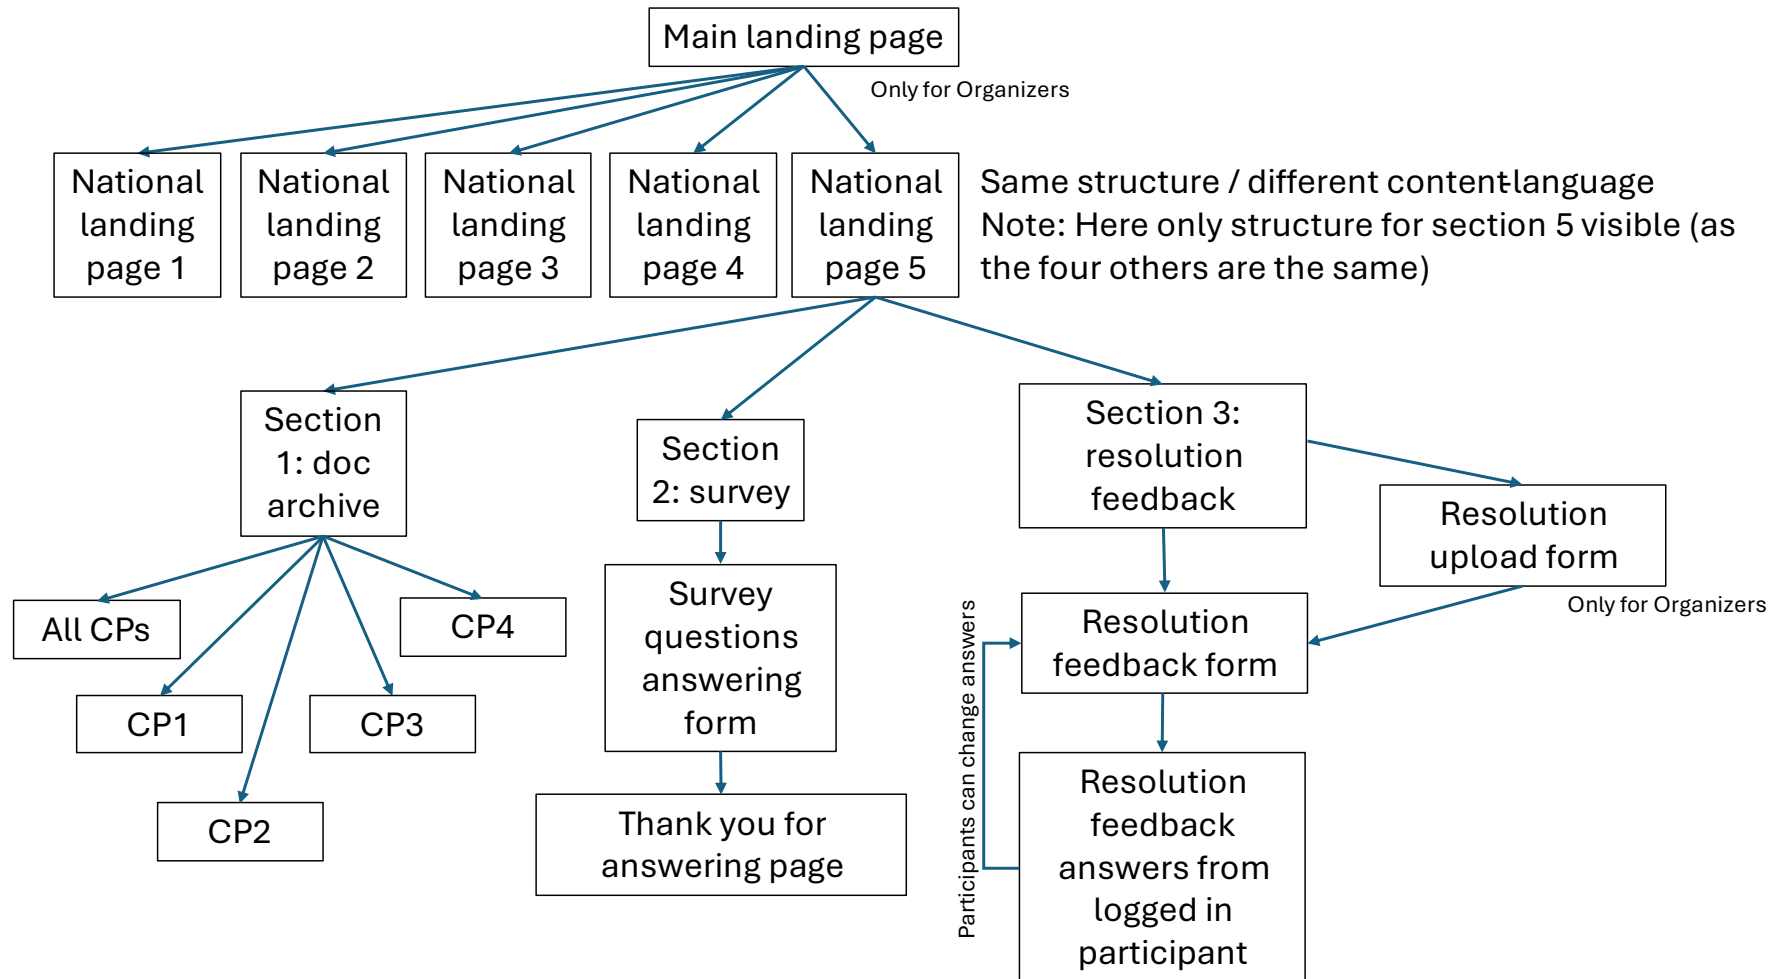 Main landing page
Only for Organizers
National
landing
page 1
National
landing
page 2
National
landing
page 3
National
landing
page 4
National
landing
page 5
Same structure / different content-language
Note: Here only structure for section 5 visible (as
the four others are the same)
Section
1: doc
archive
Section
2: survey
Section 3:
resolution
feedback
Resolution
upload form
Only for Organizers
All CPs
CP4
CP1
CP3
CP2
Survey
questions
answering
form
Thank you for
answering page
Resolution
feedback form
Participants can change answers
Resolution
feedback
answers from
logged in
participant